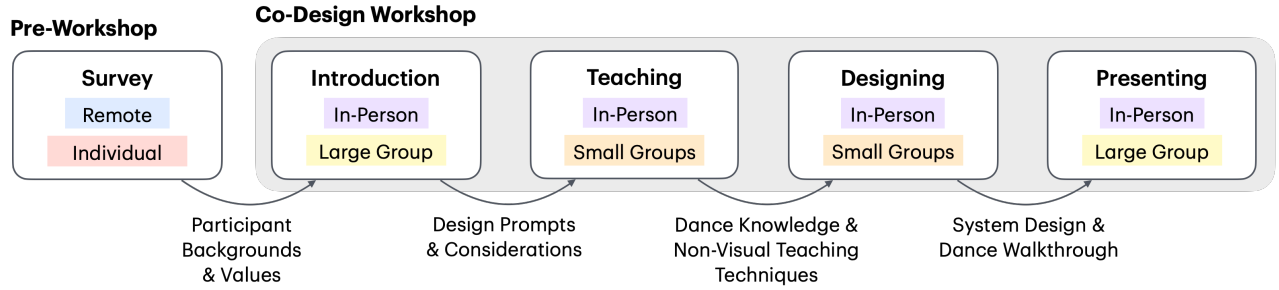 Pre-Workshop
Co-Design Workshop
Survey
Remote
Individual
Introduction
In-Person
Large Group
Teaching
In-Person
Small Groups
Designing
In-Person
Small Groups
Presenting
In-Person
Large Group
Participant
Backgrounds
& Values
Design Prompts
& Considerations
Dance Knowledge &
Non-Visual Teaching
Techniques
System Design &
Dance Walkthrough